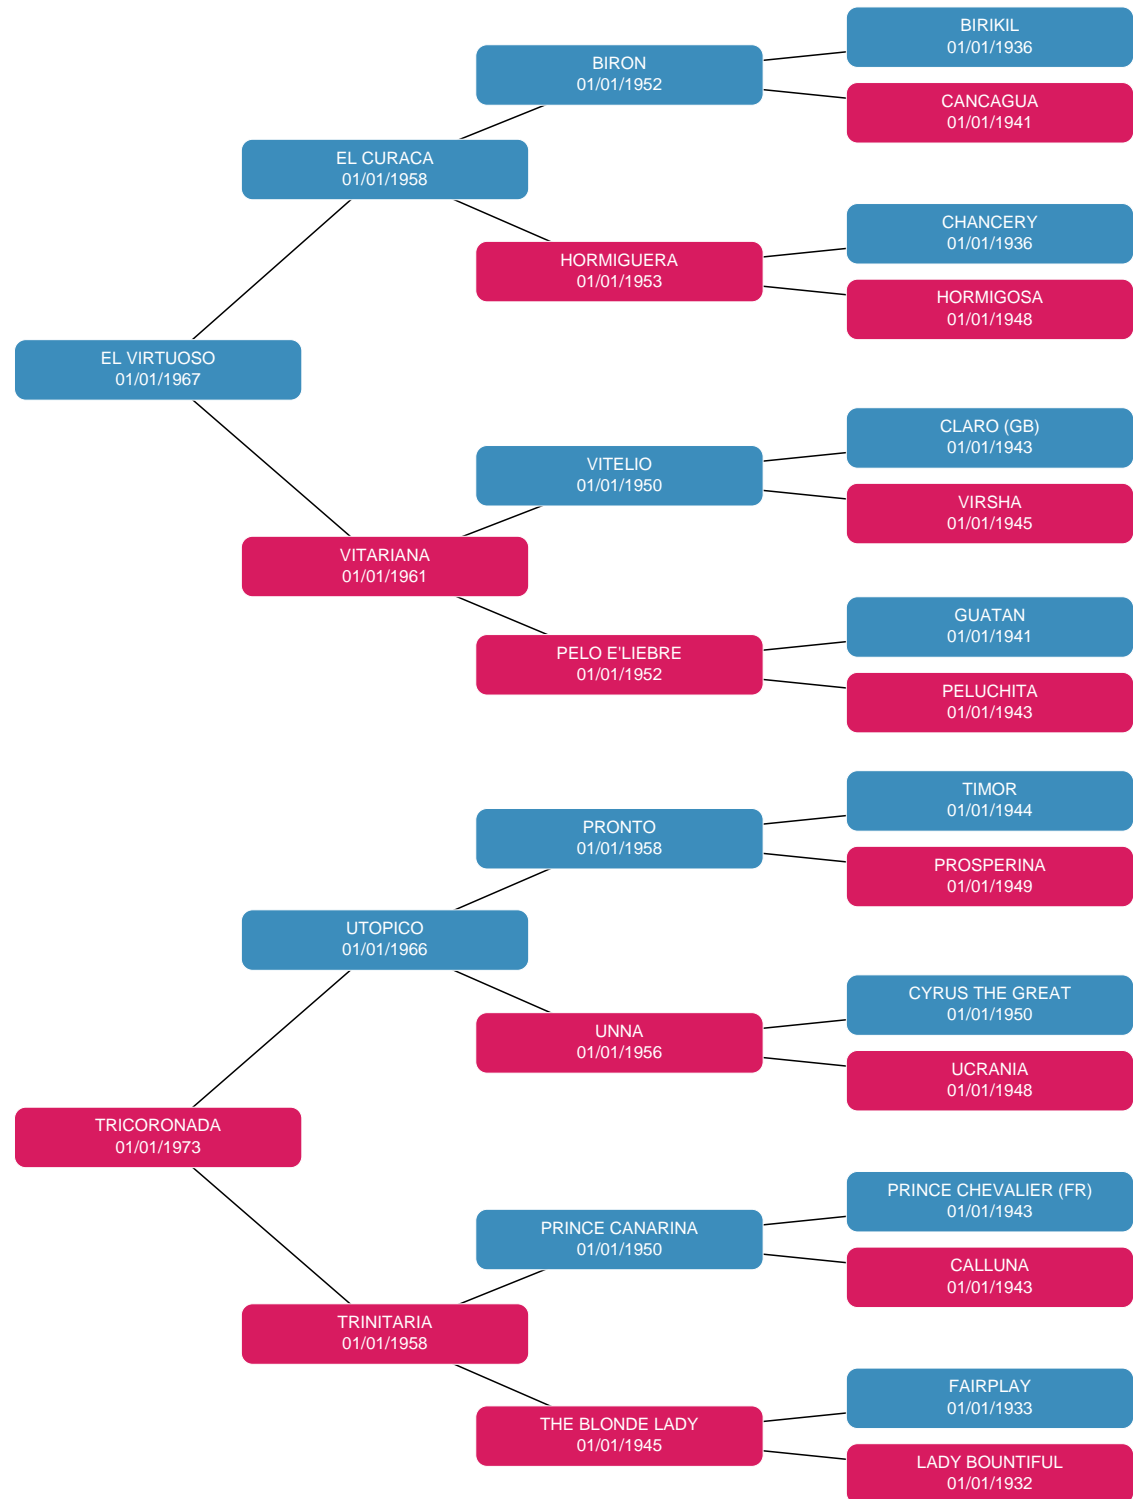 BIRIKIL
01/01/1936
BIRON
01/01/1952
CANCAGUA
01/01/1941
EL CURACA
01/01/1958
CHANCERY
01/01/1936
HORMIGUERA
01/01/1953
HORMIGOSA
01/01/1948
EL VIRTUOSO
01/01/1967
CLARO (GB)
01/01/1943
VITELIO
01/01/1950
VIRSHA
01/01/1945
VITARIANA
01/01/1961
GUATAN
01/01/1941
PELO E'LIEBRE
01/01/1952
PELUCHITA
01/01/1943
TIMOR
01/01/1944
PRONTO
01/01/1958
PROSPERINA
01/01/1949
UTOPICO
01/01/1966
CYRUS THE GREAT
01/01/1950
UNNA
01/01/1956
UCRANIA
01/01/1948
TRICORONADA
01/01/1973
PRINCE CHEVALIER (FR)
01/01/1943
PRINCE CANARINA
01/01/1950
CALLUNA
01/01/1943
TRINITARIA
01/01/1958
FAIRPLAY
01/01/1933
THE BLONDE LADY
01/01/1945
LADY BOUNTIFUL
01/01/1932